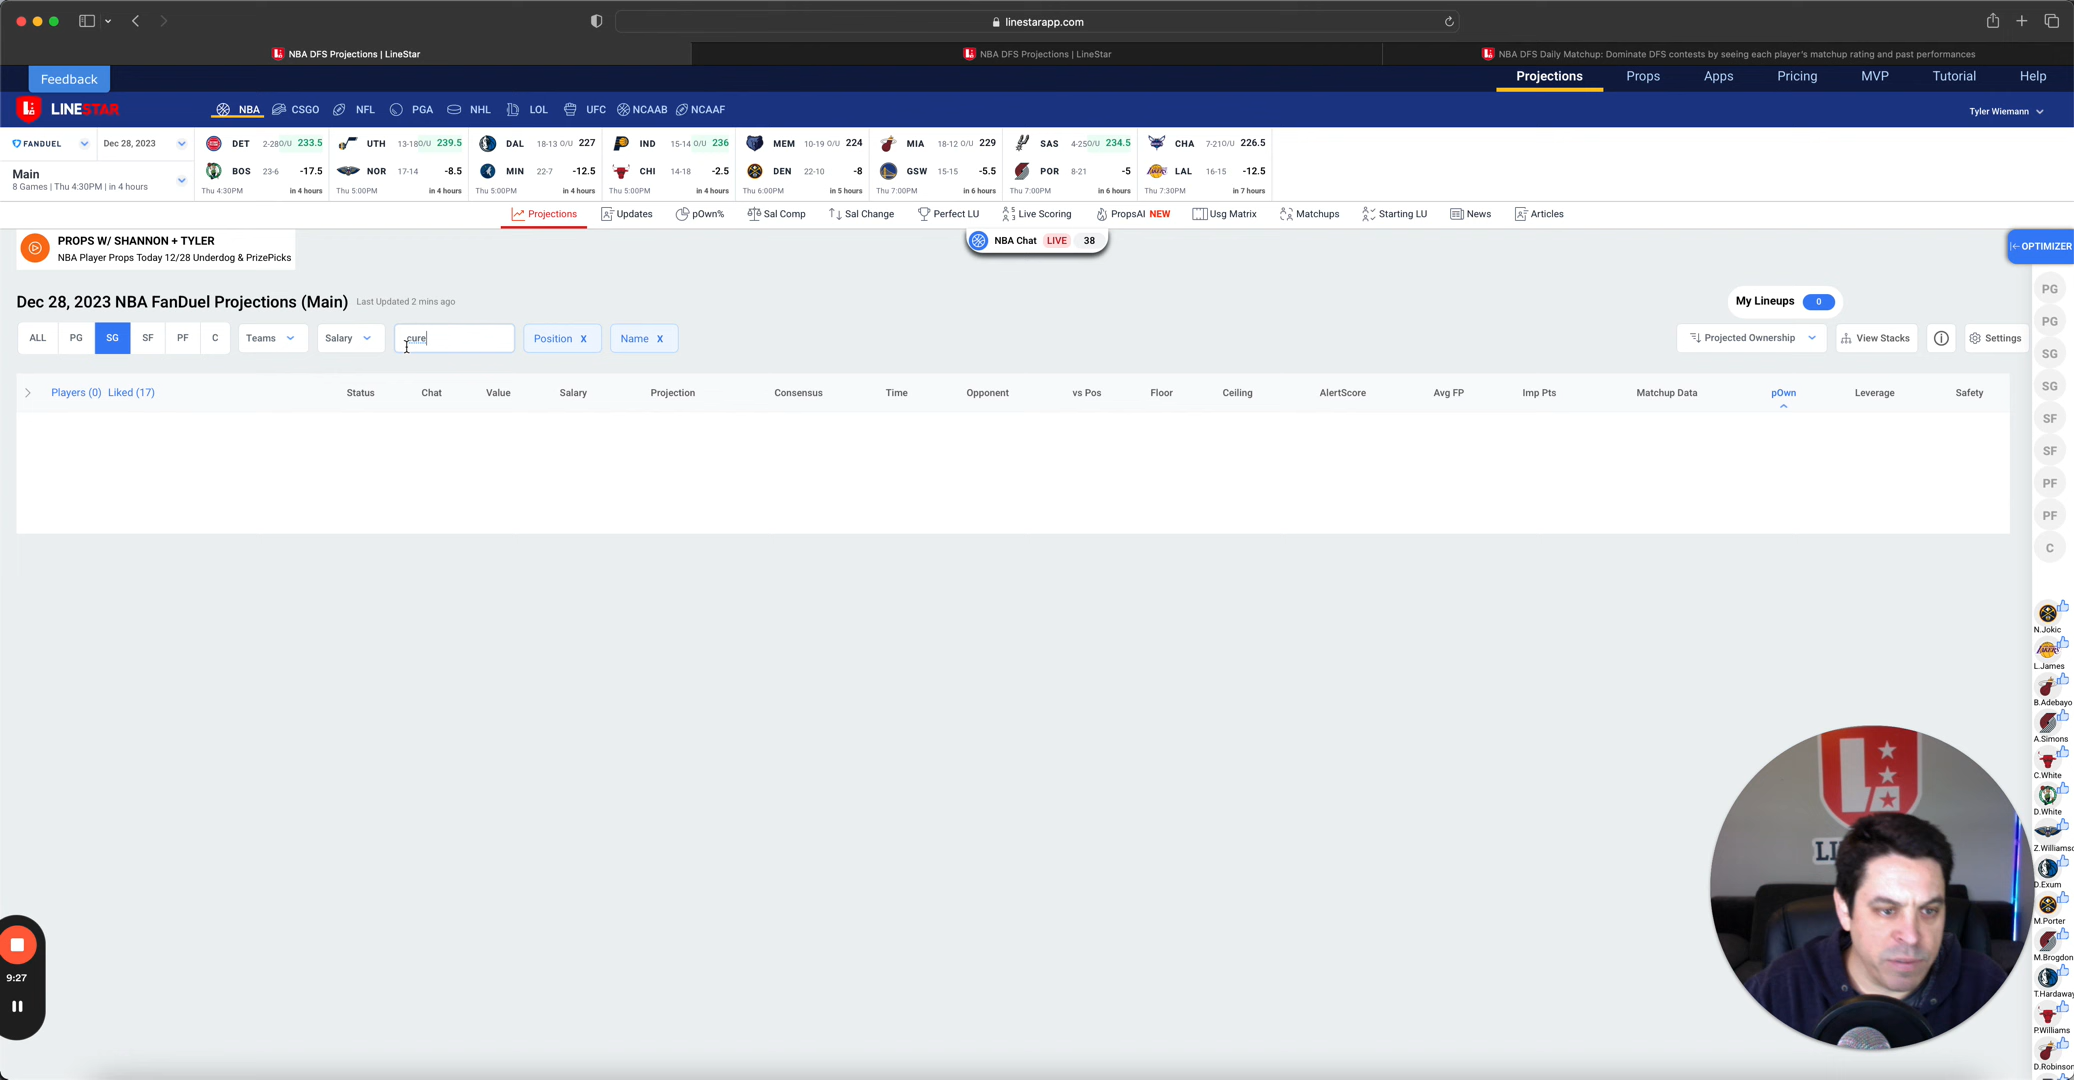 linestarapp.com
NBA DFS Projections | LineStar
NBA DFS Projections | LineStar
NBA DFS Daily Matchup: Dominate DFS contests by seeing each player's matchup rating and past performances
Feedback
Projections Props Apps Pricing MVP Tutorial Help
LINESTAR
NBA CSGO NFL PGA NHL LOL UFC NCAAB NCAAF
Tyler Wiemann
FANDUEL Dec 28, 2023
Main
8 Games | Thu 4:30PM | in 4 hours
DET 2-28 O/U 233.5
BOS 23-6 -17.5
Thu 4:30PM in 4 hours
UTH 13-18 O/U 239.5
NOR 17-14 -8.5
Thu 5:00PM in 4 hours
DAL 18-13 O/U 227
MIN 22-7 -12.5
Thu 5:00PM in 4 hours
IND 15-14 O/U 236
CHI 14-18 -2.5
Thu 5:00PM in 4 hours
MEM 10-19 O/U 224
DEN 22-10 -8
Thu 6:00PM in 5 hours
MIA 18-12 O/U 229
GSW 15-15 -5.5
Thu 7:00PM in 6 hours
SAS 4-25 O/U 234.5
POR 8-21 -5
Thu 7:00PM in 6 hours
CHA 7-21 O/U 226.5
LAL 16-15 -12.5
Thu 7:30PM in 7 hours
Projections Updates pOwn% Sal Comp Sal Change Perfect LU Live Scoring PropsAI NEW Usg Matrix Matchups Starting LU News Articles
PROPS W/ SHANNON + TYLER
NBA Player Props Today 12/28 Underdog & PrizePicks
NBA Chat LIVE 38
OPTIMIZER
Dec 28, 2023 NBA FanDuel Projections (Main) Last Updated 2 mins ago
My Lineups 0
ALL PG SG SF PF C Teams Salary cure Position X Name X
Projected Ownership View Stacks Settings
Players (0) Liked (17) Status Chat Value Salary Projection Consensus Time Opponent vs Pos Floor Ceiling AlertScore Avg FP Imp Pts Matchup Data pOwn Leverage Safety
PG
PG
SG
SG
SF
SF
PF
PF
C
N.Jokic
L.James
B.Adebayo
A.Simons
C.White
D.White
Z.Williamso
D.Exum
M.Porter
M.Brogdon
T.Hardaway
P.Williams
D.Robinson
9:27